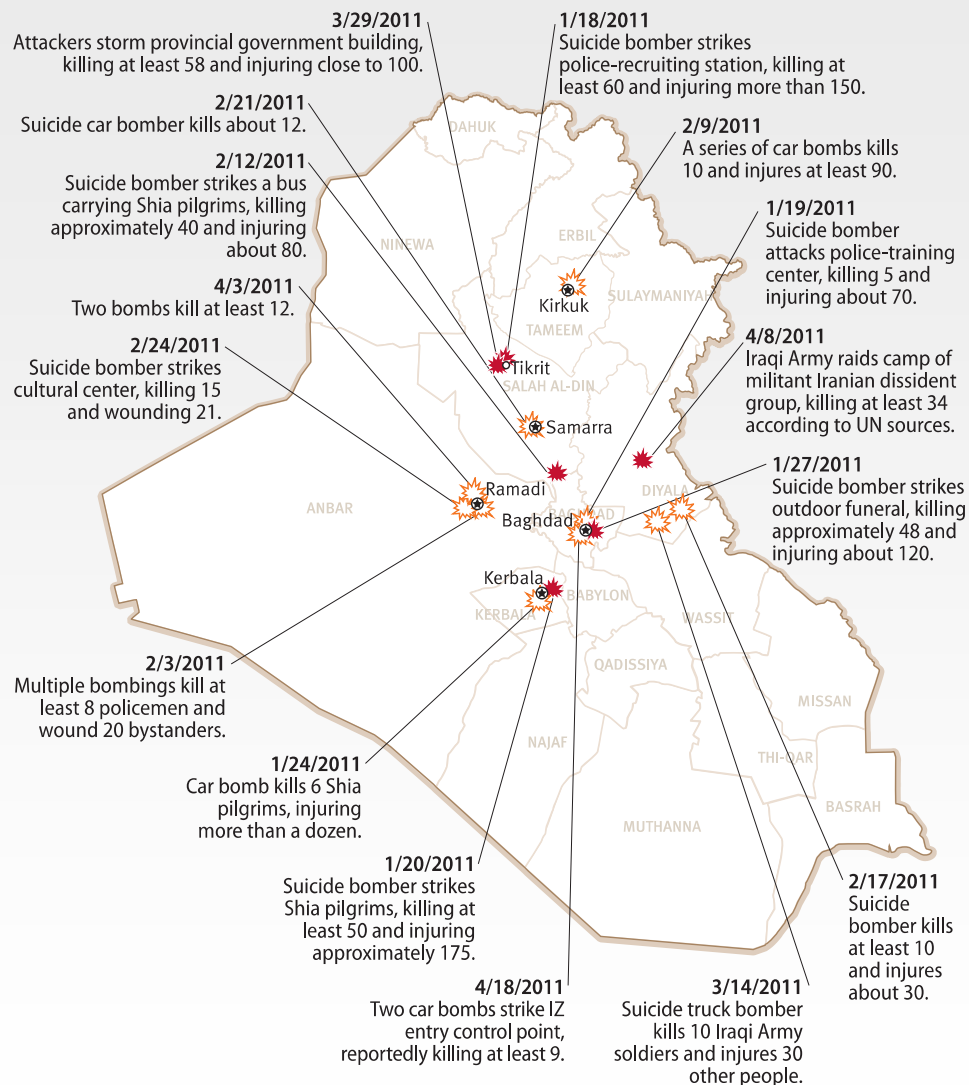 3/29/2011
Attackers storm provincial government building,
killing at least 58 and injuring close to 100.
1/18/2011
Suicide bomber strikes
police-recruiting station, killing at
least 60 and injuring more than 150.
2/21/2011
Suicide car bomber kills about 12.
2/9/2011
A series of car bombs kills
10 and injures at least 90.
2/12/2011
Suicide bomber strikes a bus
carrying Shia pilgrims, killing
approximately 40 and injuring
about 80.
1/19/2011
Suicide bomber
attacks police-training
center, killing 5 and
injuring about 70.
4/3/2011
Two bombs kill at least 12.
2/24/2011
Suicide bomber strikes
cultural center, killing 15
and wounding 21.
4/8/2011
Iraqi Army raids camp of
militant Iranian dissident
group, killing at least 34
according to UN sources.
1/27/2011
Suicide bomber strikes
outdoor funeral, killing
approximately 48 and
injuring about 120.
DAHUK
NINEWA
ERBIL
SULAYMANIYAH
Kirkuk
TAMEEM
Tikrit
SALAH AL-DIN
Samarra
ANBAR
Ramadi
DIYALA
BAGHDAD
Baghdad
Kerbala
KERBALA
BABYLON
WASSIT
QADISSIYA
MISSAN
NAJAF
THI-QAR
BASRAH
MUTHANNA
2/3/2011
Multiple bombings kill at
least 8 policemen and
wound 20 bystanders.
1/24/2011
Car bomb kills 6 Shia
pilgrims, injuring
more than a dozen.
1/20/2011
Suicide bomber strikes
Shia pilgrims, killing at
least 50 and injuring
approximately 175.
4/18/2011
Two car bombs strike IZ
entry control point,
reportedly killing at least 9.
3/14/2011
Suicide truck bomber
kills 10 Iraqi Army
soldiers and injures 30
other people.
2/17/2011
Suicide
bomber kills
at least 10
and injures
about 30.